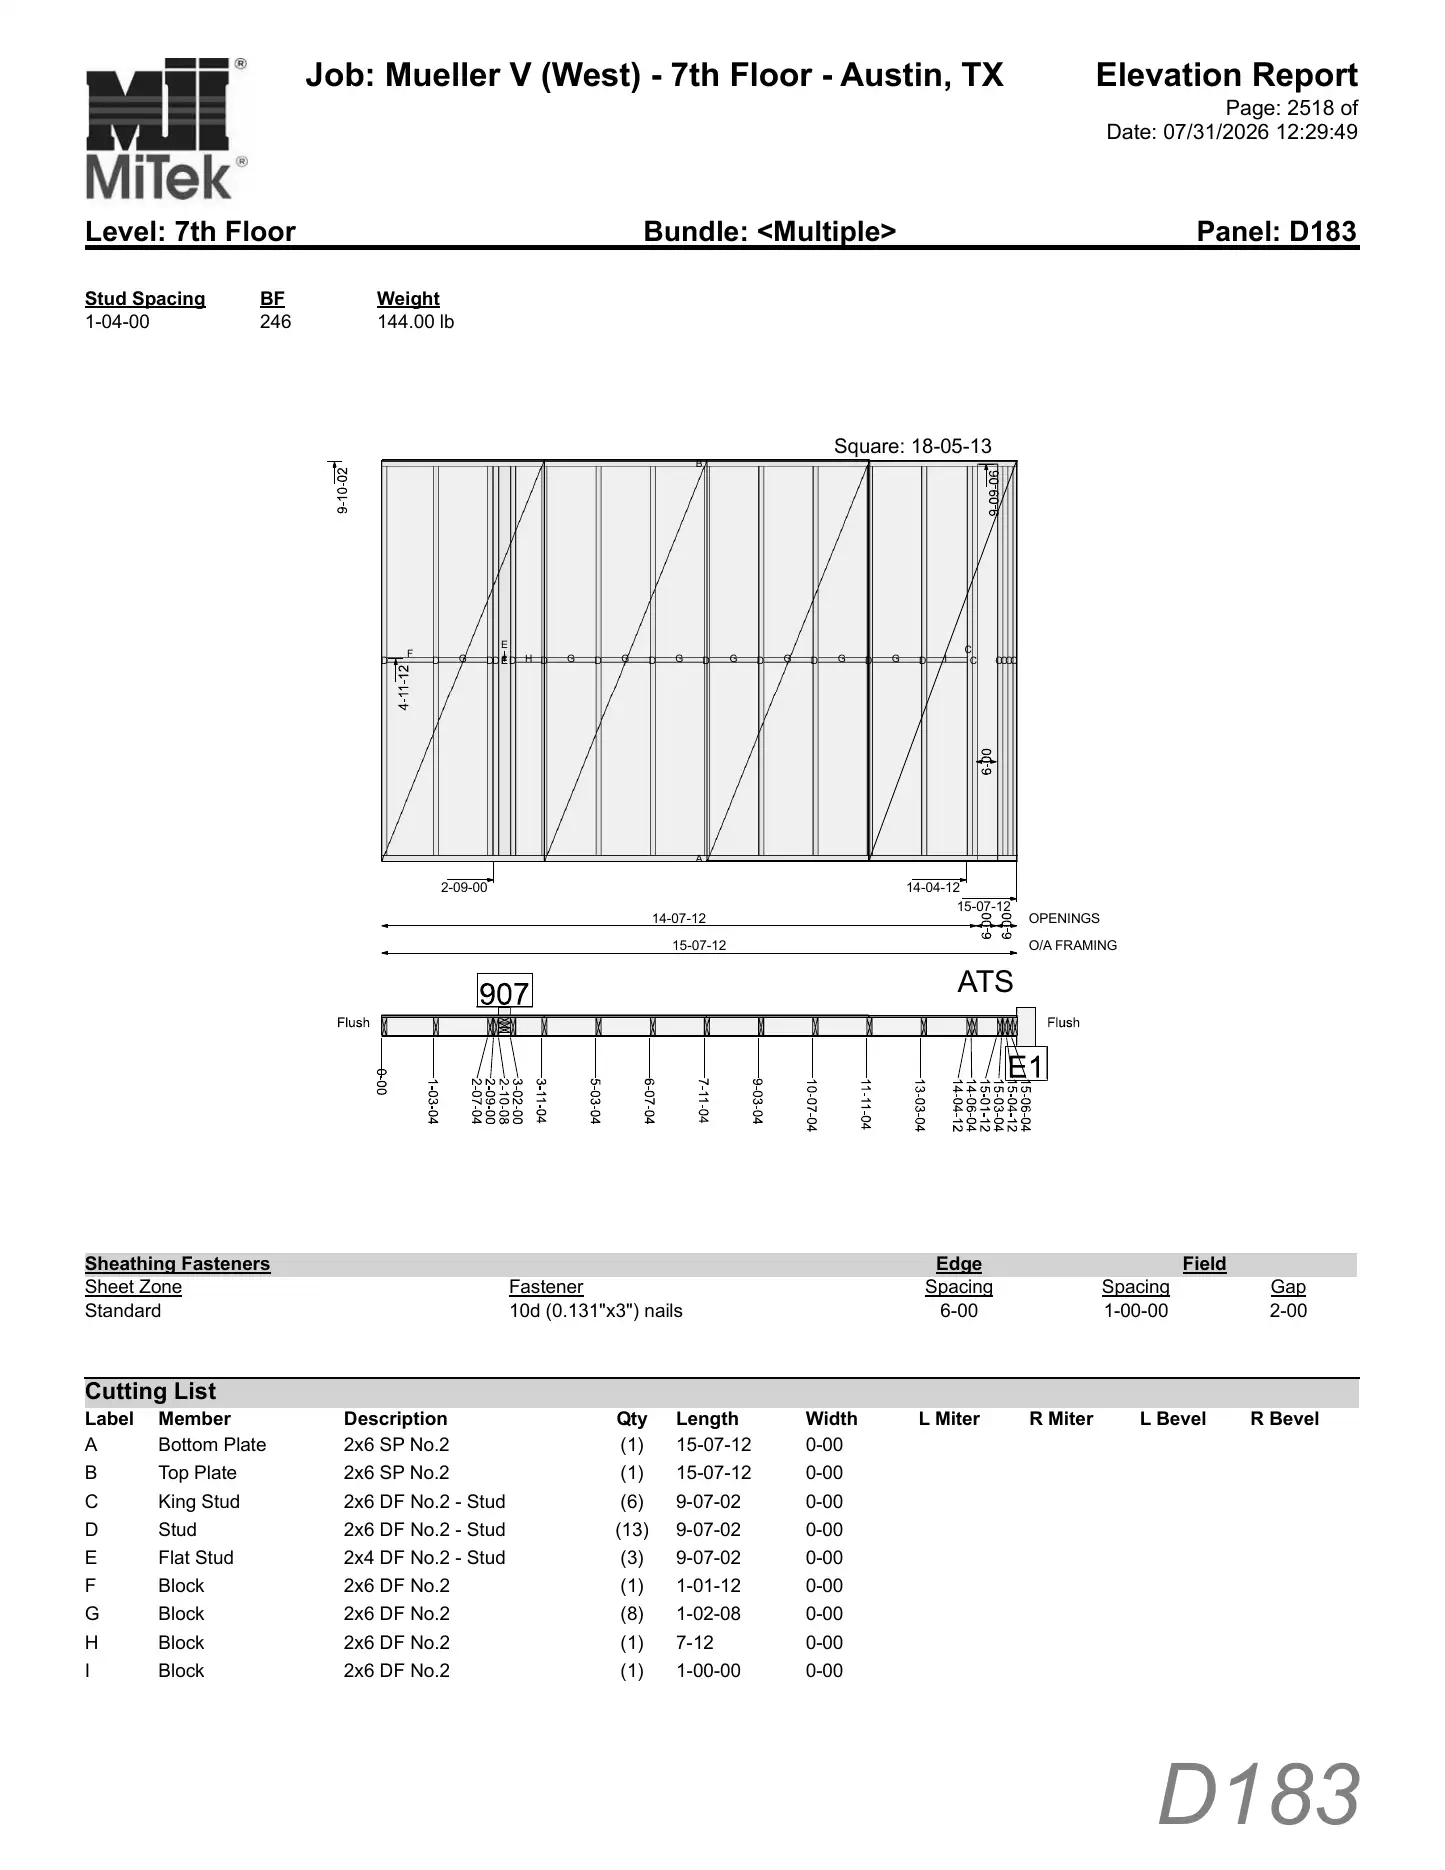 Job: Mueller V (West) - 7th Floor - Austin, TX
Elevation Report
Page: 2518 of
Date: 07/31/2026 12:29:49
MiTek®
Level: 7th Floor Bundle: <Multiple> Panel: D183
Stud Spacing BF Weight
1-04-00 246 144.00 lb
Square: 18-05-13
9-10-02
9-09-06
B
E
C
F G D D E D H D G D G D G D G D G D G D G D I C C C C C
4-11-12
6-00
A
2-09-00 14-04-12
15-07-12
14-07-12 6-00 6-00 OPENINGS
15-07-12 O/A FRAMING
907 ATS
Flush Flush
E1
0-00 1-03-04 2-07-04 2-09-00 2-10-08 3-02-00 3-11-04 5-03-04 6-07-04 7-11-04 9-03-04 10-07-04 11-11-04 13-03-04 14-04-12 14-06-04 15-01-12 15-03-04 15-04-12 15-06-04
Sheathing Fasteners Edge Field
Sheet Zone Fastener Spacing Spacing Gap
Standard 10d (0.131"x3") nails 6-00 1-00-00 2-00
Cutting List
Label Member Description Qty Length Width L Miter R Miter L Bevel R Bevel
A Bottom Plate 2x6 SP No.2 (1) 15-07-12 0-00
B Top Plate 2x6 SP No.2 (1) 15-07-12 0-00
C King Stud 2x6 DF No.2 - Stud (6) 9-07-02 0-00
D Stud 2x6 DF No.2 - Stud (13) 9-07-02 0-00
E Flat Stud 2x4 DF No.2 - Stud (3) 9-07-02 0-00
F Block 2x6 DF No.2 (1) 1-01-12 0-00
G Block 2x6 DF No.2 (8) 1-02-08 0-00
H Block 2x6 DF No.2 (1) 7-12 0-00
I Block 2x6 DF No.2 (1) 1-00-00 0-00
D183